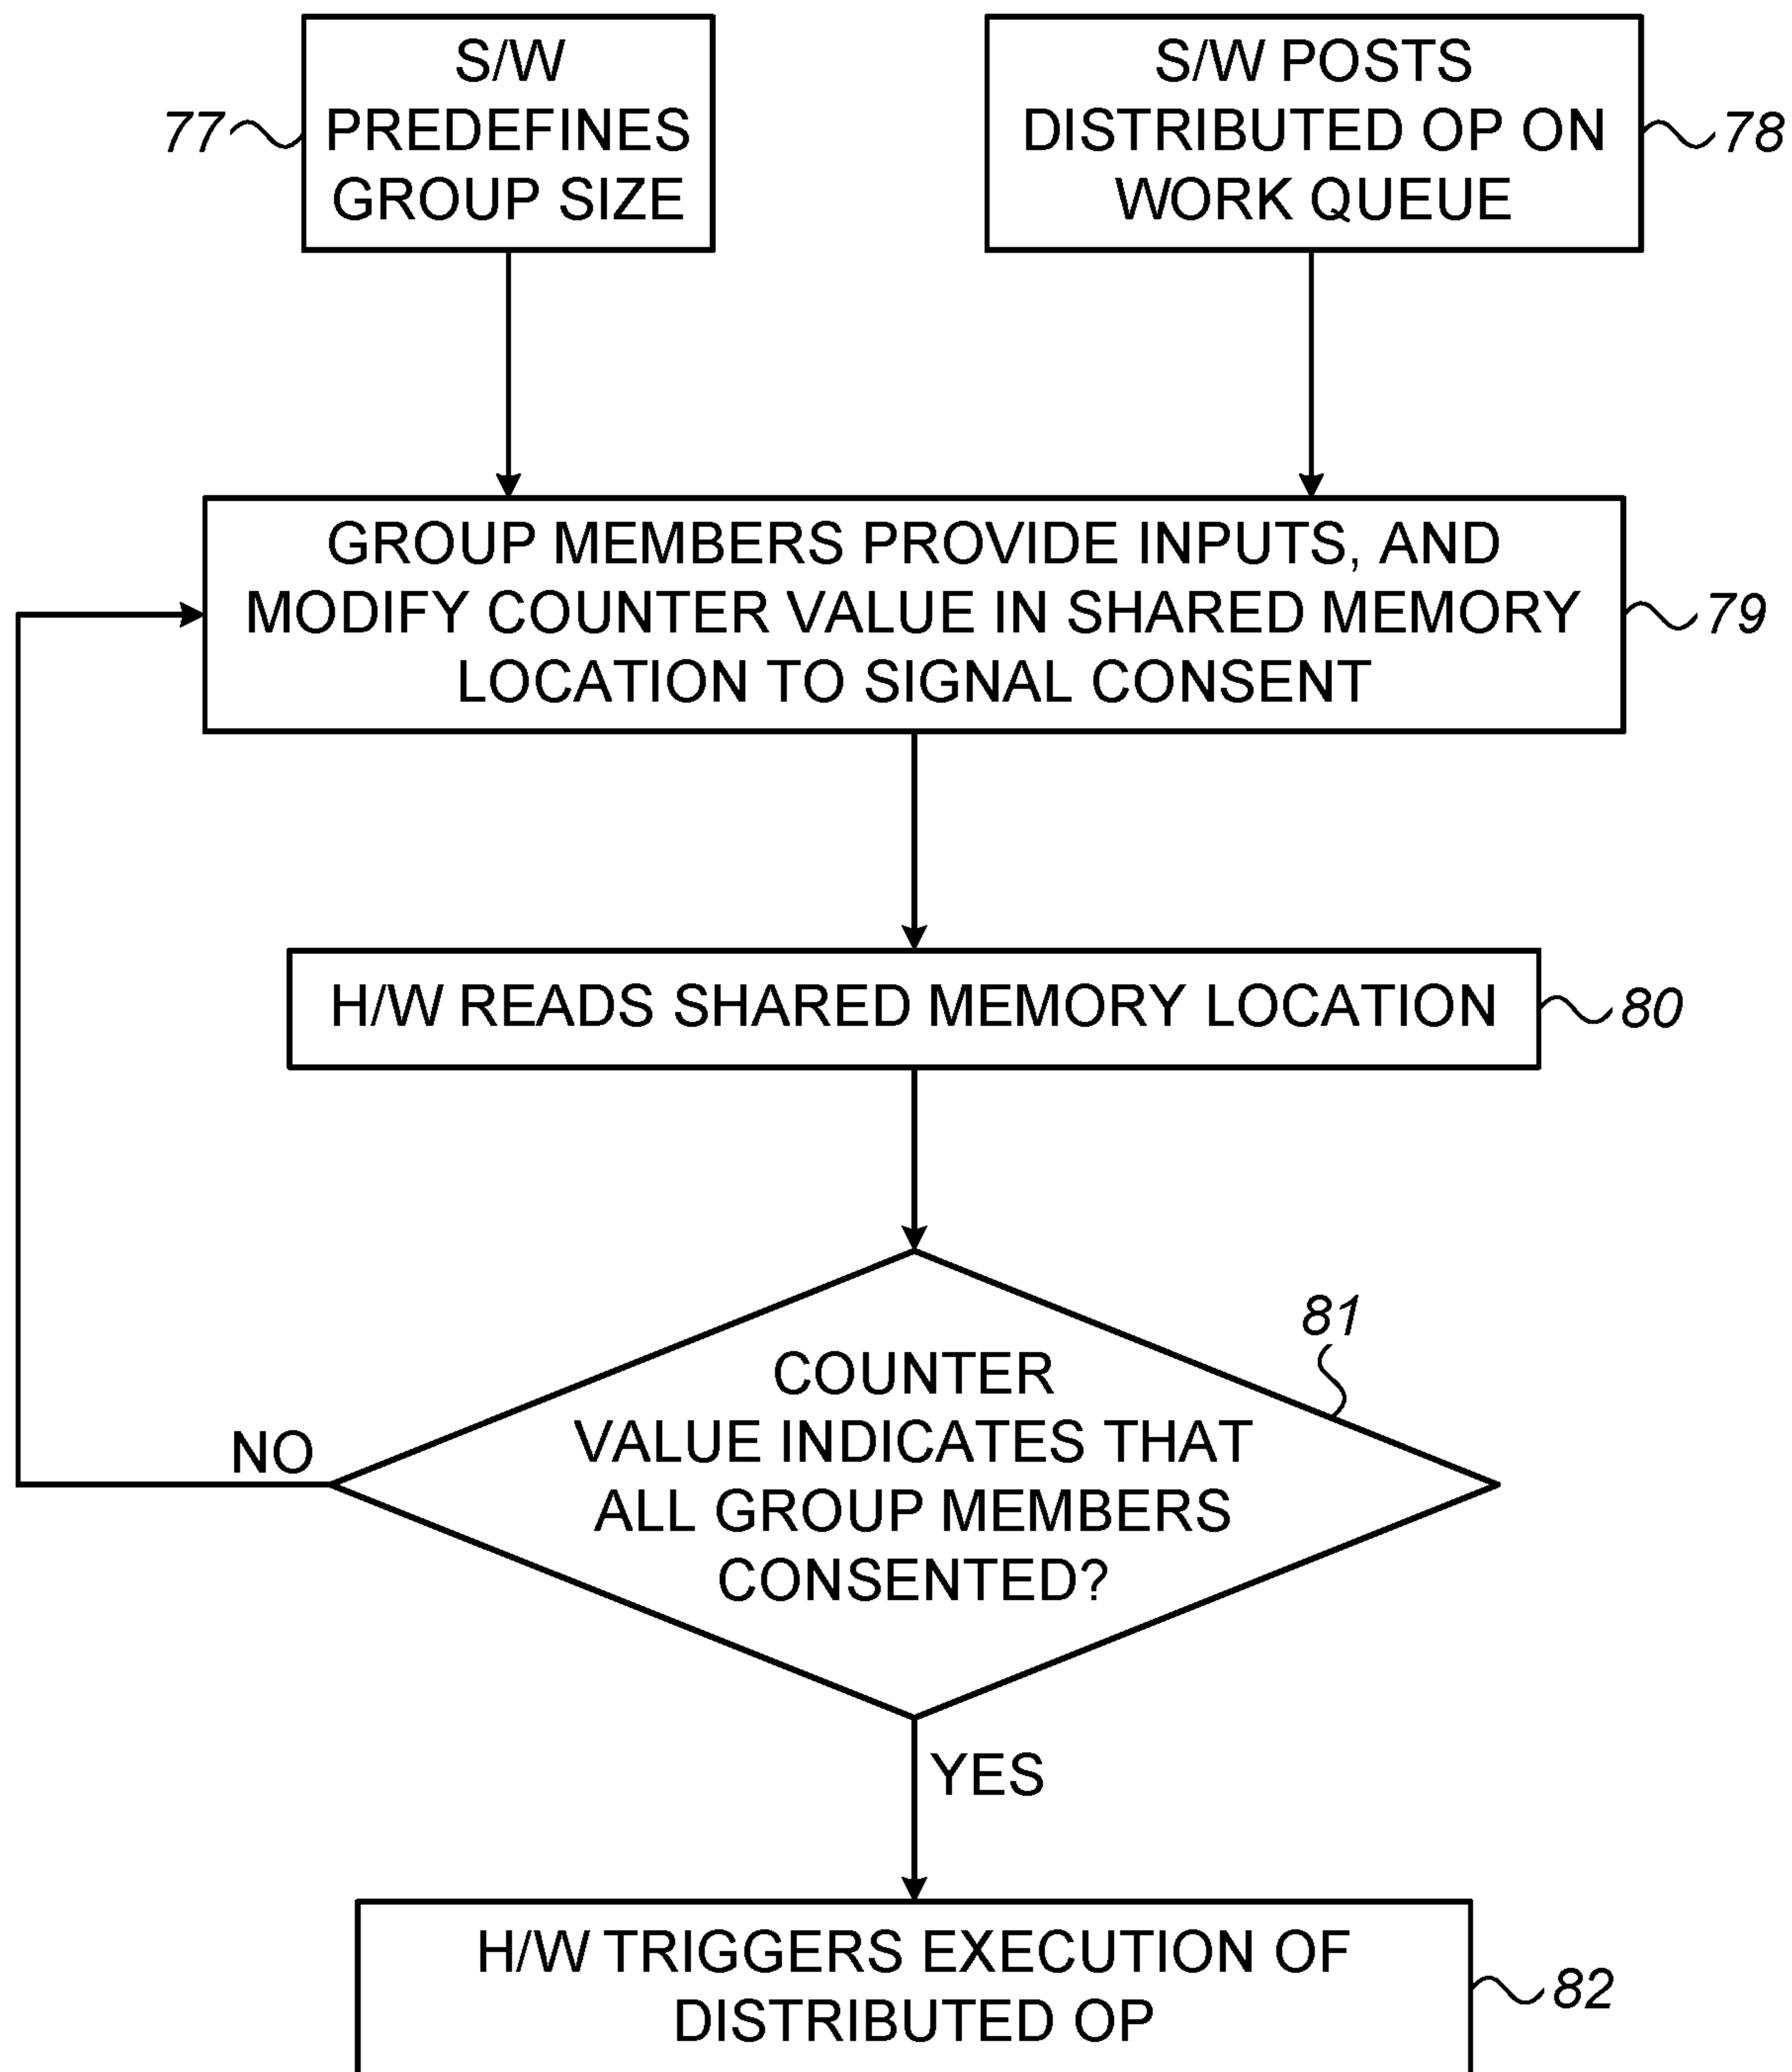 S/W
PREDEFINES
GROUP SIZE
77
S/W POSTS
DISTRIBUTED OP ON
WORK QUEUE
78
GROUP MEMBERS PROVIDE INPUTS, AND
MODIFY COUNTER VALUE IN SHARED MEMORY
LOCATION TO SIGNAL CONSENT
79
H/W READS SHARED MEMORY LOCATION
80
81
COUNTER
VALUE INDICATES THAT
ALL GROUP MEMBERS
CONSENTED?
NO
YES
H/W TRIGGERS EXECUTION OF
DISTRIBUTED OP
82